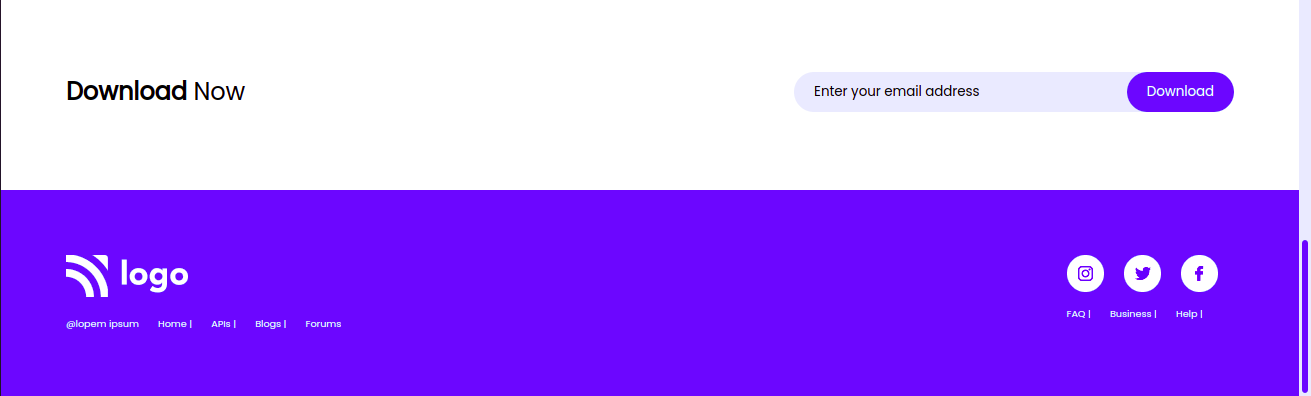 Download Now
Enter your email address
Download
logo
@lopem ipsum Home | APIs | Blogs | Forums
FAQ | Business | Help |